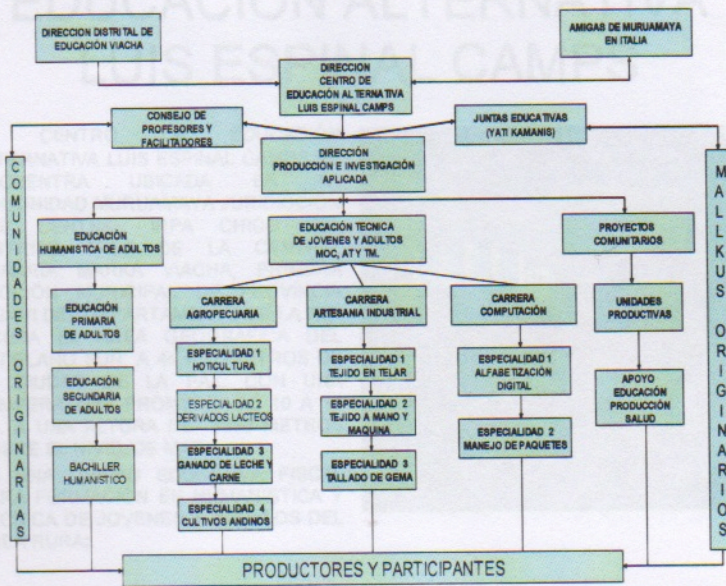 EDUCACIÓN ALTERNATIVA
LUIS ESPINAL CAMPS
DIRECCION DISTRITAL DE
EDUCACIÓN VIACHA
AMIGAS DE MURUAMAYA
EN ITALIA
DIRECCION
CENTRO DE
EDUCACIÓN ALTERNATIVA
LUIS ESPINAL CAMPS
CONSEJO DE
PROFESORES Y
FACILITADORES
JUNTAS EDUCATIVAS
(YATI KAMANIS)
DIRECCIÓN
PRODUCCIÓN E INVESTIGACIÓN
APLICADA
COMUNIDADES ORIGINARIAS
MALLKUS ORIGINARIOS
EDUCACIÓN
HUMANISTICA DE ADULTOS
EDUCACIÓN TECNICA
DE JOVENES Y ADULTOS
MOC, AT Y TM.
PROYECTOS
COMUNITARIOS
EDUCACIÓN
PRIMARIA
DE ADULTOS
CARRERA
AGROPECUARIA
CARRERA
ARTESANIA INDUSTRIAL
CARRERA
COMPUTACIÓN
UNIDADES
PRODUCTIVAS
EDUCACIÓN
SECUNDARIA
DE ADULTOS
ESPECIALIDAD 1
HOTICULTURA
ESPECIALIDAD 1
TEJIDO EN TELAR
ESPECIALIDAD 1
ALFABETIZACIÓN
DIGITAL
APOYO
EDUCACIÓN
PRODUCCIÓN
SALUD
ESPECIALIDAD 2
DERIVADOS LACTEOS
ESPECIALIDAD 2
TEJIDO A MANO Y
MAQUINA
ESPECIALIDAD 2
MANEJO DE PAQUETES
BACHILLER
HUMANISTICO
ESPECIALIDAD 3
GANADO DE LECHE Y
CARNE
ESPECIALIDAD 3
TALLADO DE GEMA
ESPECIALIDAD 4
CULTIVOS ANDINOS
PRODUCTORES Y PARTICIPANTES